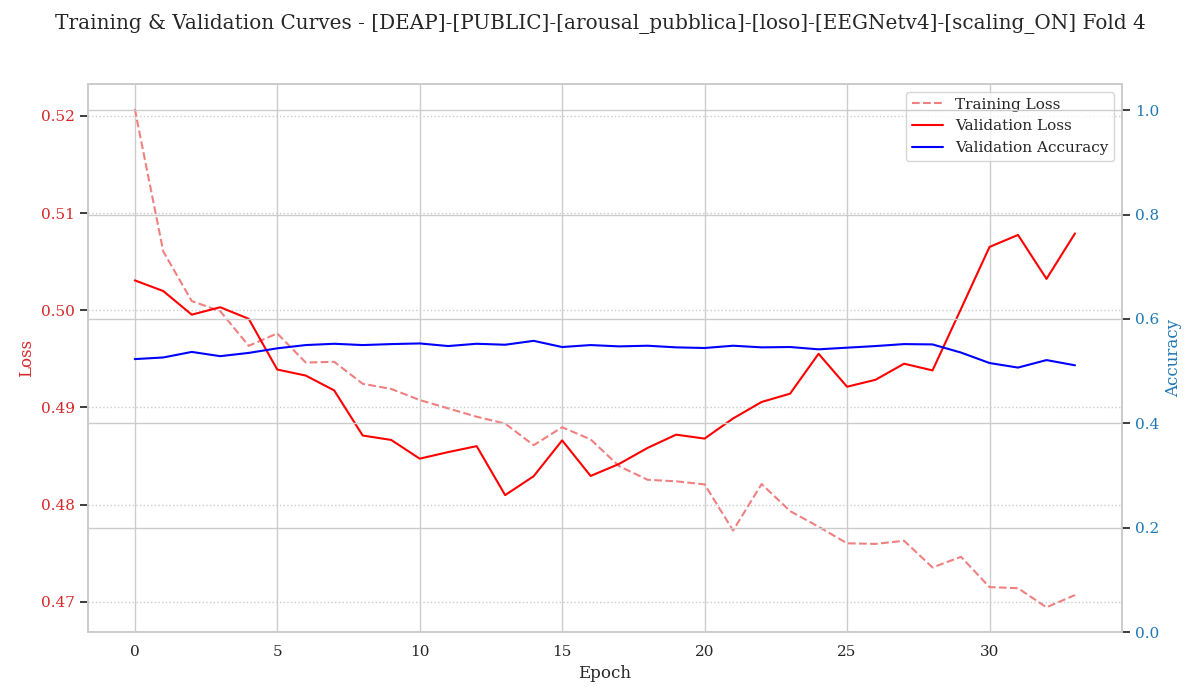 Training & Validation Curves - [DEAP]-[PUBLIC]-[arousal_pubblica]-[loso]-[EEGNetv4]-[scaling_ON] Fold 4
Training Loss
Validation Loss
Validation Accuracy
0.52
0.51
0.50
0.49
0.48
0.47
Loss
1.0
0.8
0.6
0.4
0.2
0.0
Accuracy
0 5 10 15 20 25 30
Epoch